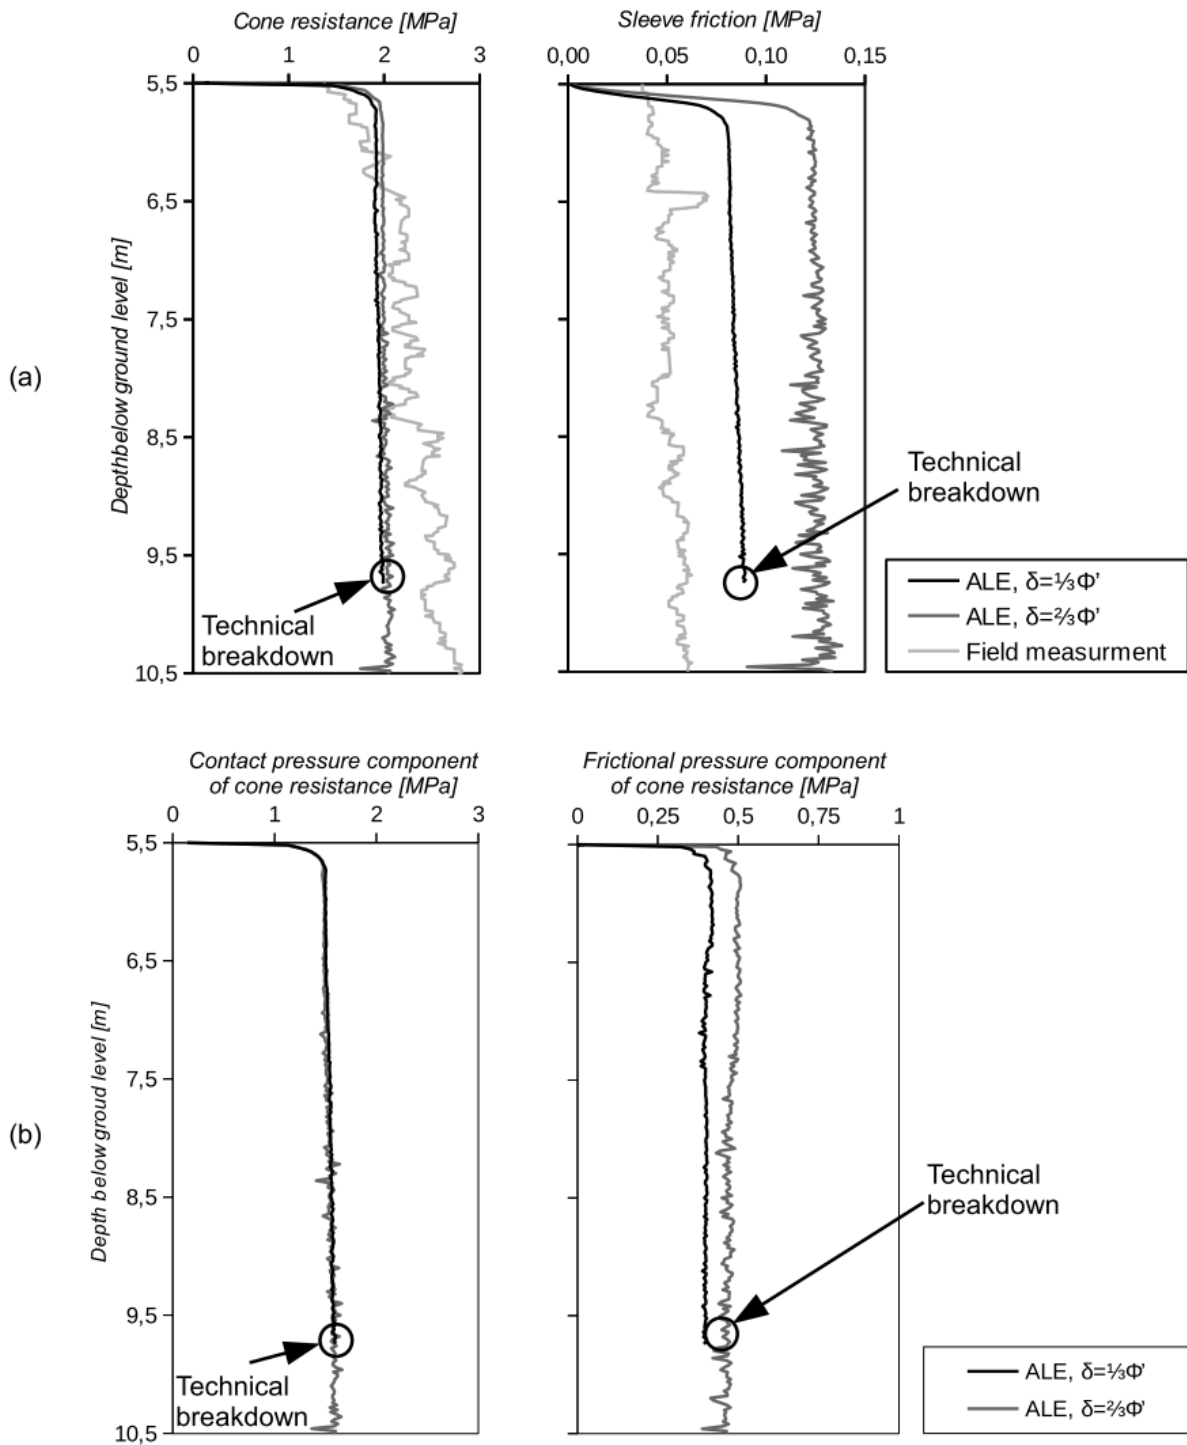 Cone resistance [MPa]
Sleeve friction [MPa]
0 1 2 3
0,00 0,05 0,10 0,15
5,5
6,5
7,5
8,5
9,5
10,5
Depthbelow ground level [m]
(a)
Technical
breakdown
Technical
breakdown
ALE, δ=⅓Φ'
ALE, δ=⅔Φ'
Field measurment
Contact pressure component
of cone resistance [MPa]
Frictional pressure component
of cone resistance [MPa]
0 1 2 3
0 0,25 0,5 0,75 1
5,5
6,5
7,5
8,5
9,5
10,5
Depth below groud level [m]
(b)
Technical
breakdown
Technical
breakdown
ALE, δ=⅓Φ'
ALE, δ=⅔Φ'